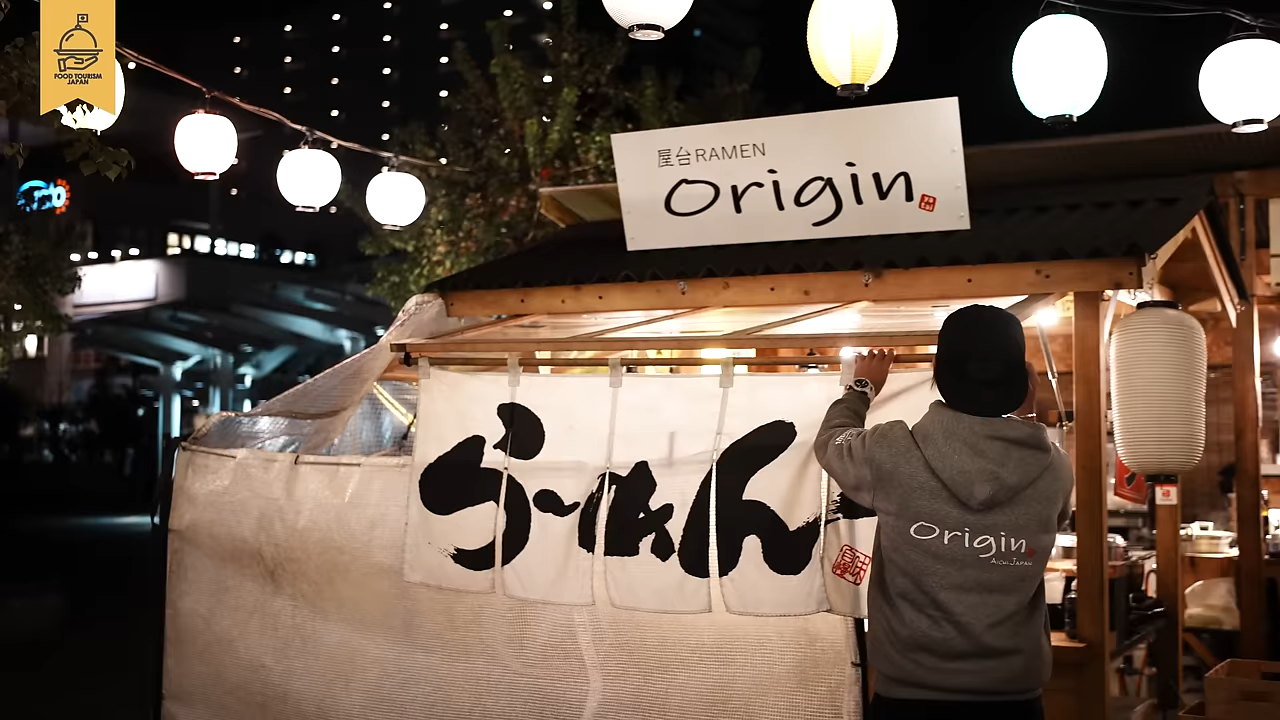 FOOD TOURISM
JAPAN
屋台RAMEN
Origin
らーめん
Origin
AICHI-JAPAN